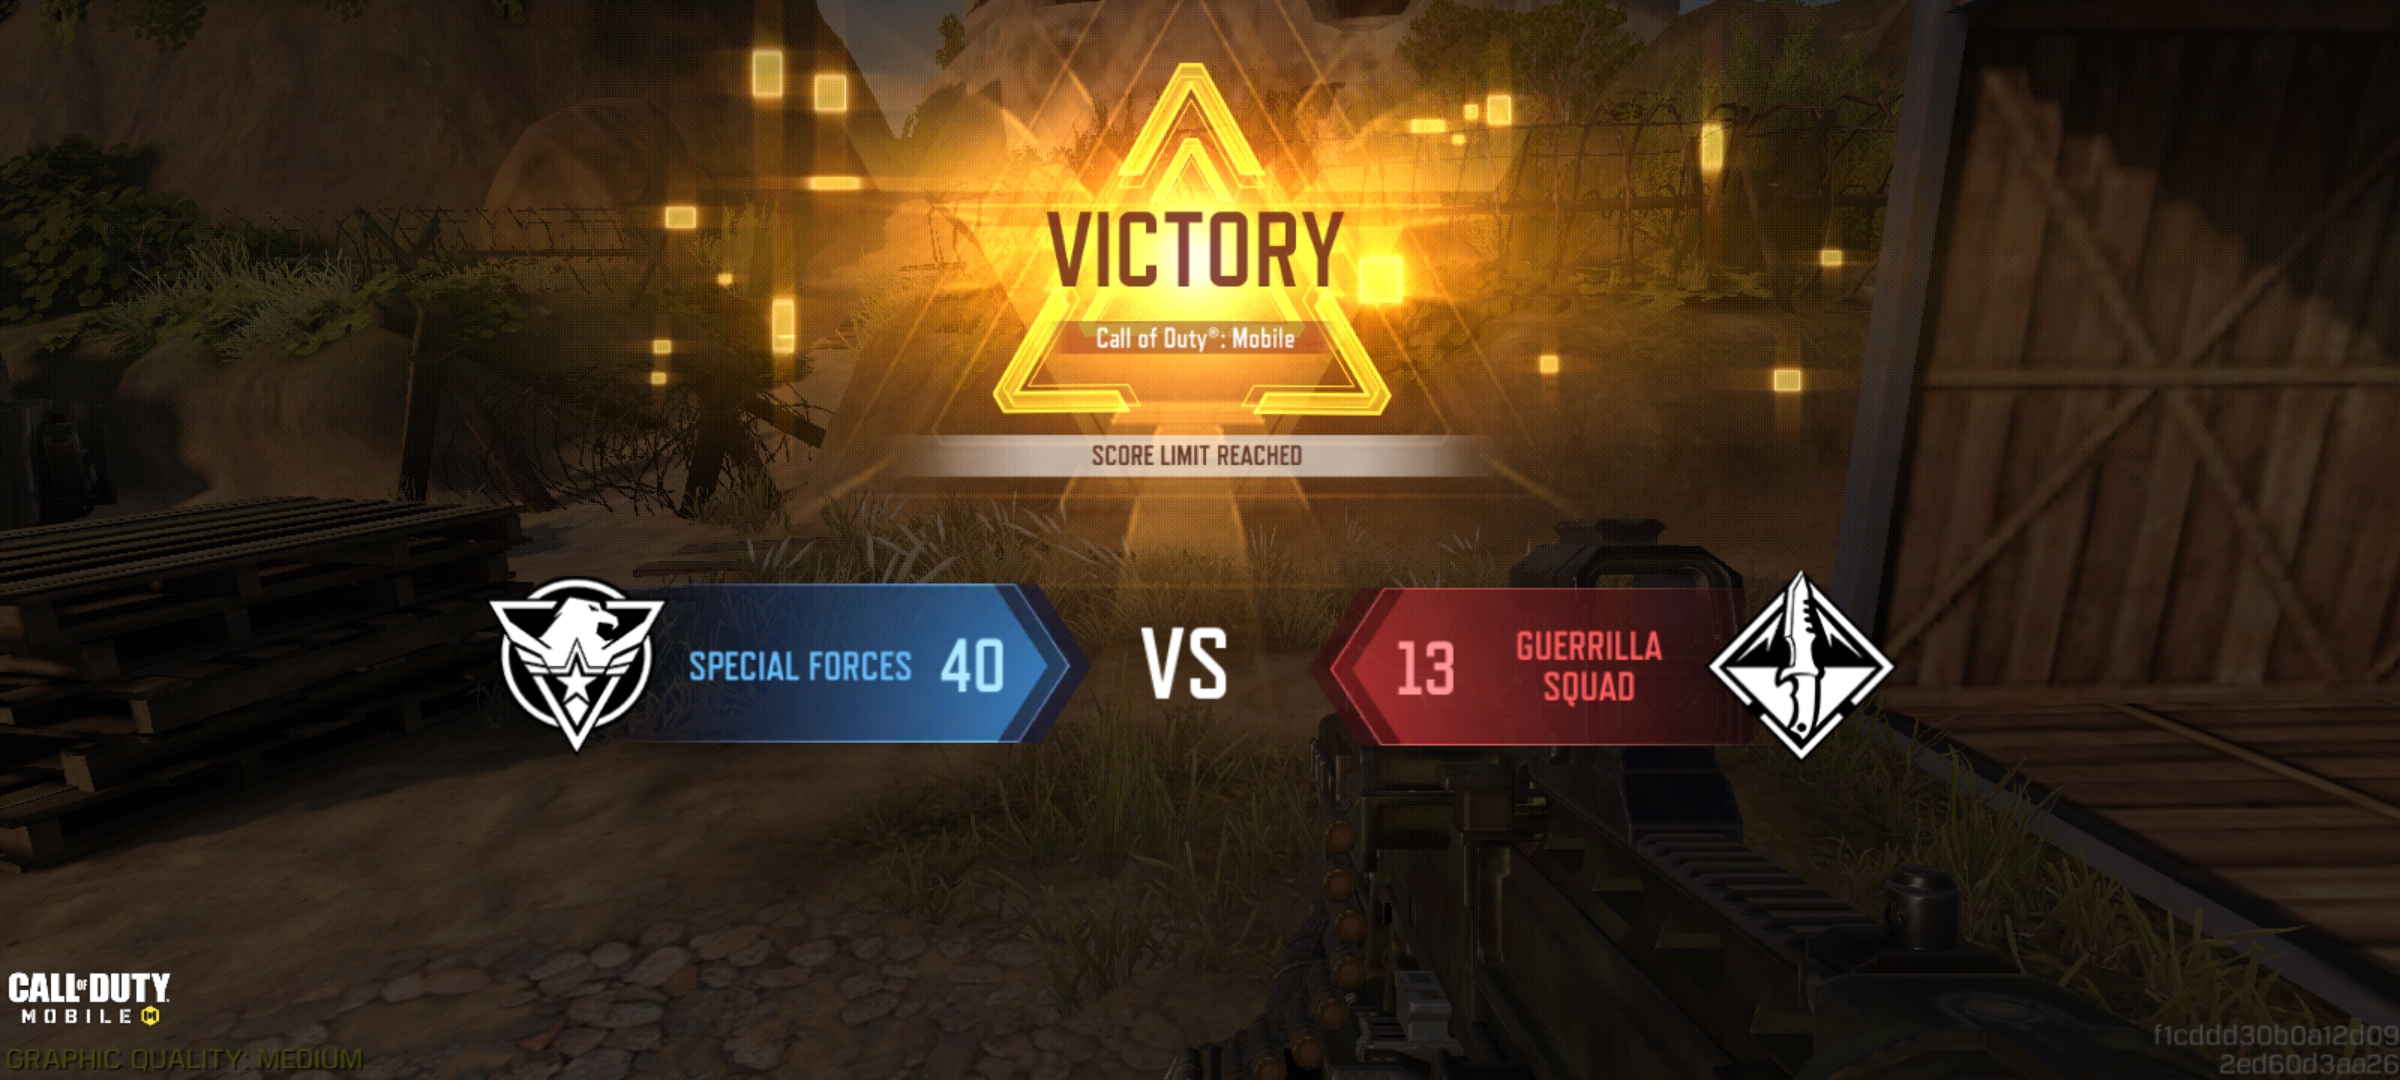 VICTORY
Call of Duty®: Mobile
SCORE LIMIT REACHED
SPECIAL FORCES 40
VS
13 GUERRILLA
SQUAD
CALL OF DUTY
MOBILE
GRAPHIC QUALITY: MEDIUM
f1cddd30b0a12d09
2ed60d3aa26